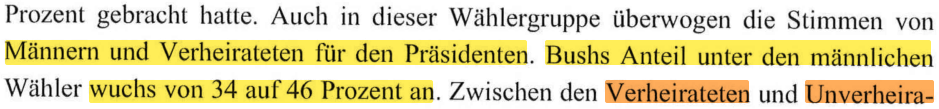 Prozent gebracht hatte. Auch in dieser Wählergruppe überwogen die Stimmen von
Männern und Verheirateten für den Präsidenten. Bushs Anteil unter den männlichen
Wähler wuchs von 34 auf 46 Prozent an. Zwischen den Verheirateten und Unverheira-